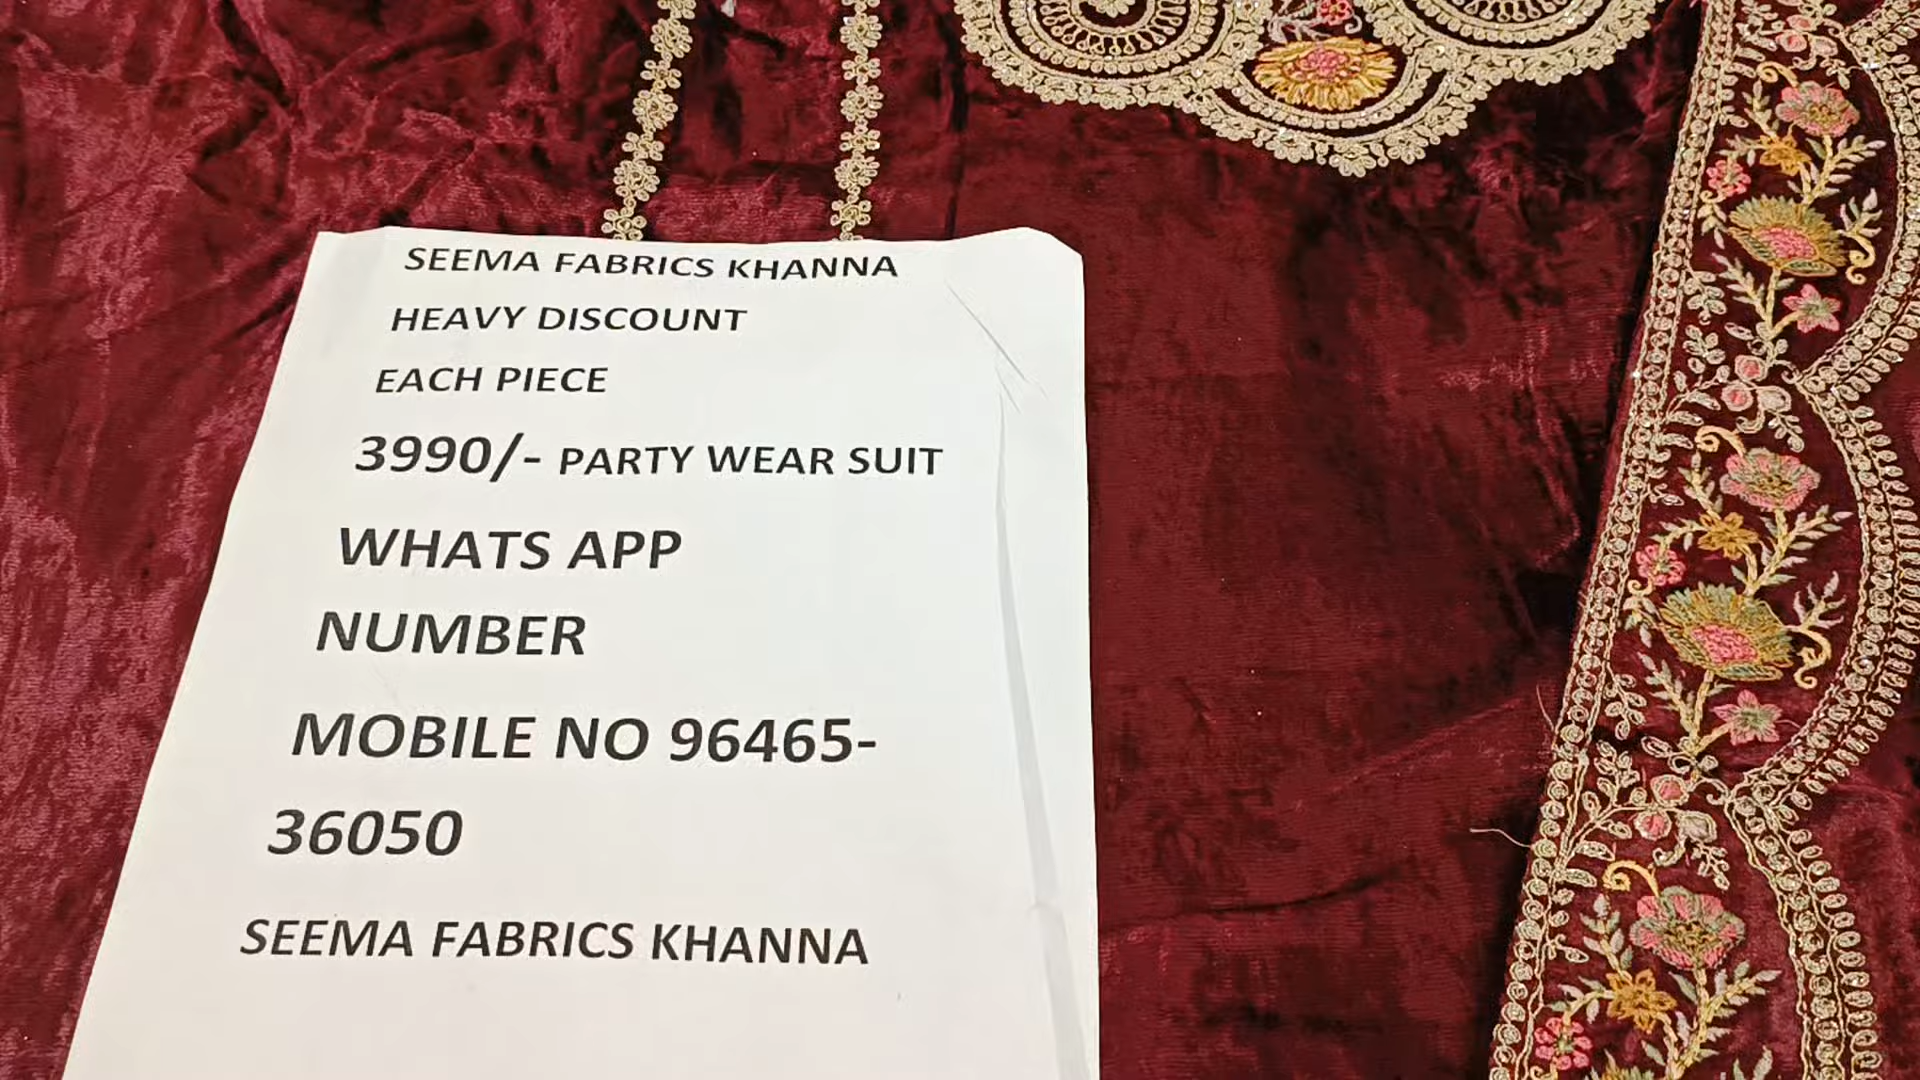 SEEMA FABRICS KHANNA
HEAVY DISCOUNT
EACH PIECE
3990/- PARTY WEAR SUIT
WHATS APP
NUMBER
MOBILE NO 96465-
36050
SEEMA FABRICS KHANNA